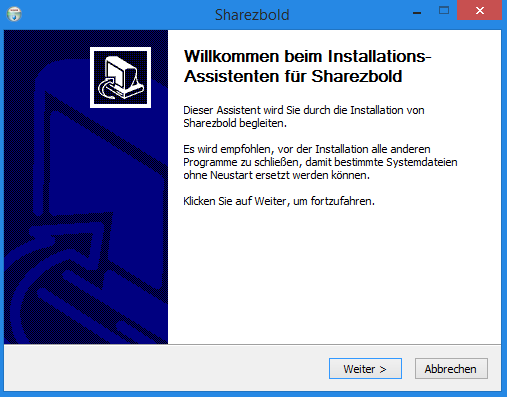 Sharezbold
Willkommen beim Installations-
Assistenten für Sharezbold
Dieser Assistent wird Sie durch die Installation von
Sharezbold begleiten.
Es wird empfohlen, vor der Installation alle anderen
Programme zu schließen, damit bestimmte Systemdateien
ohne Neustart ersetzt werden können.
Klicken Sie auf Weiter, um fortzufahren.
Weiter >
Abbrechen